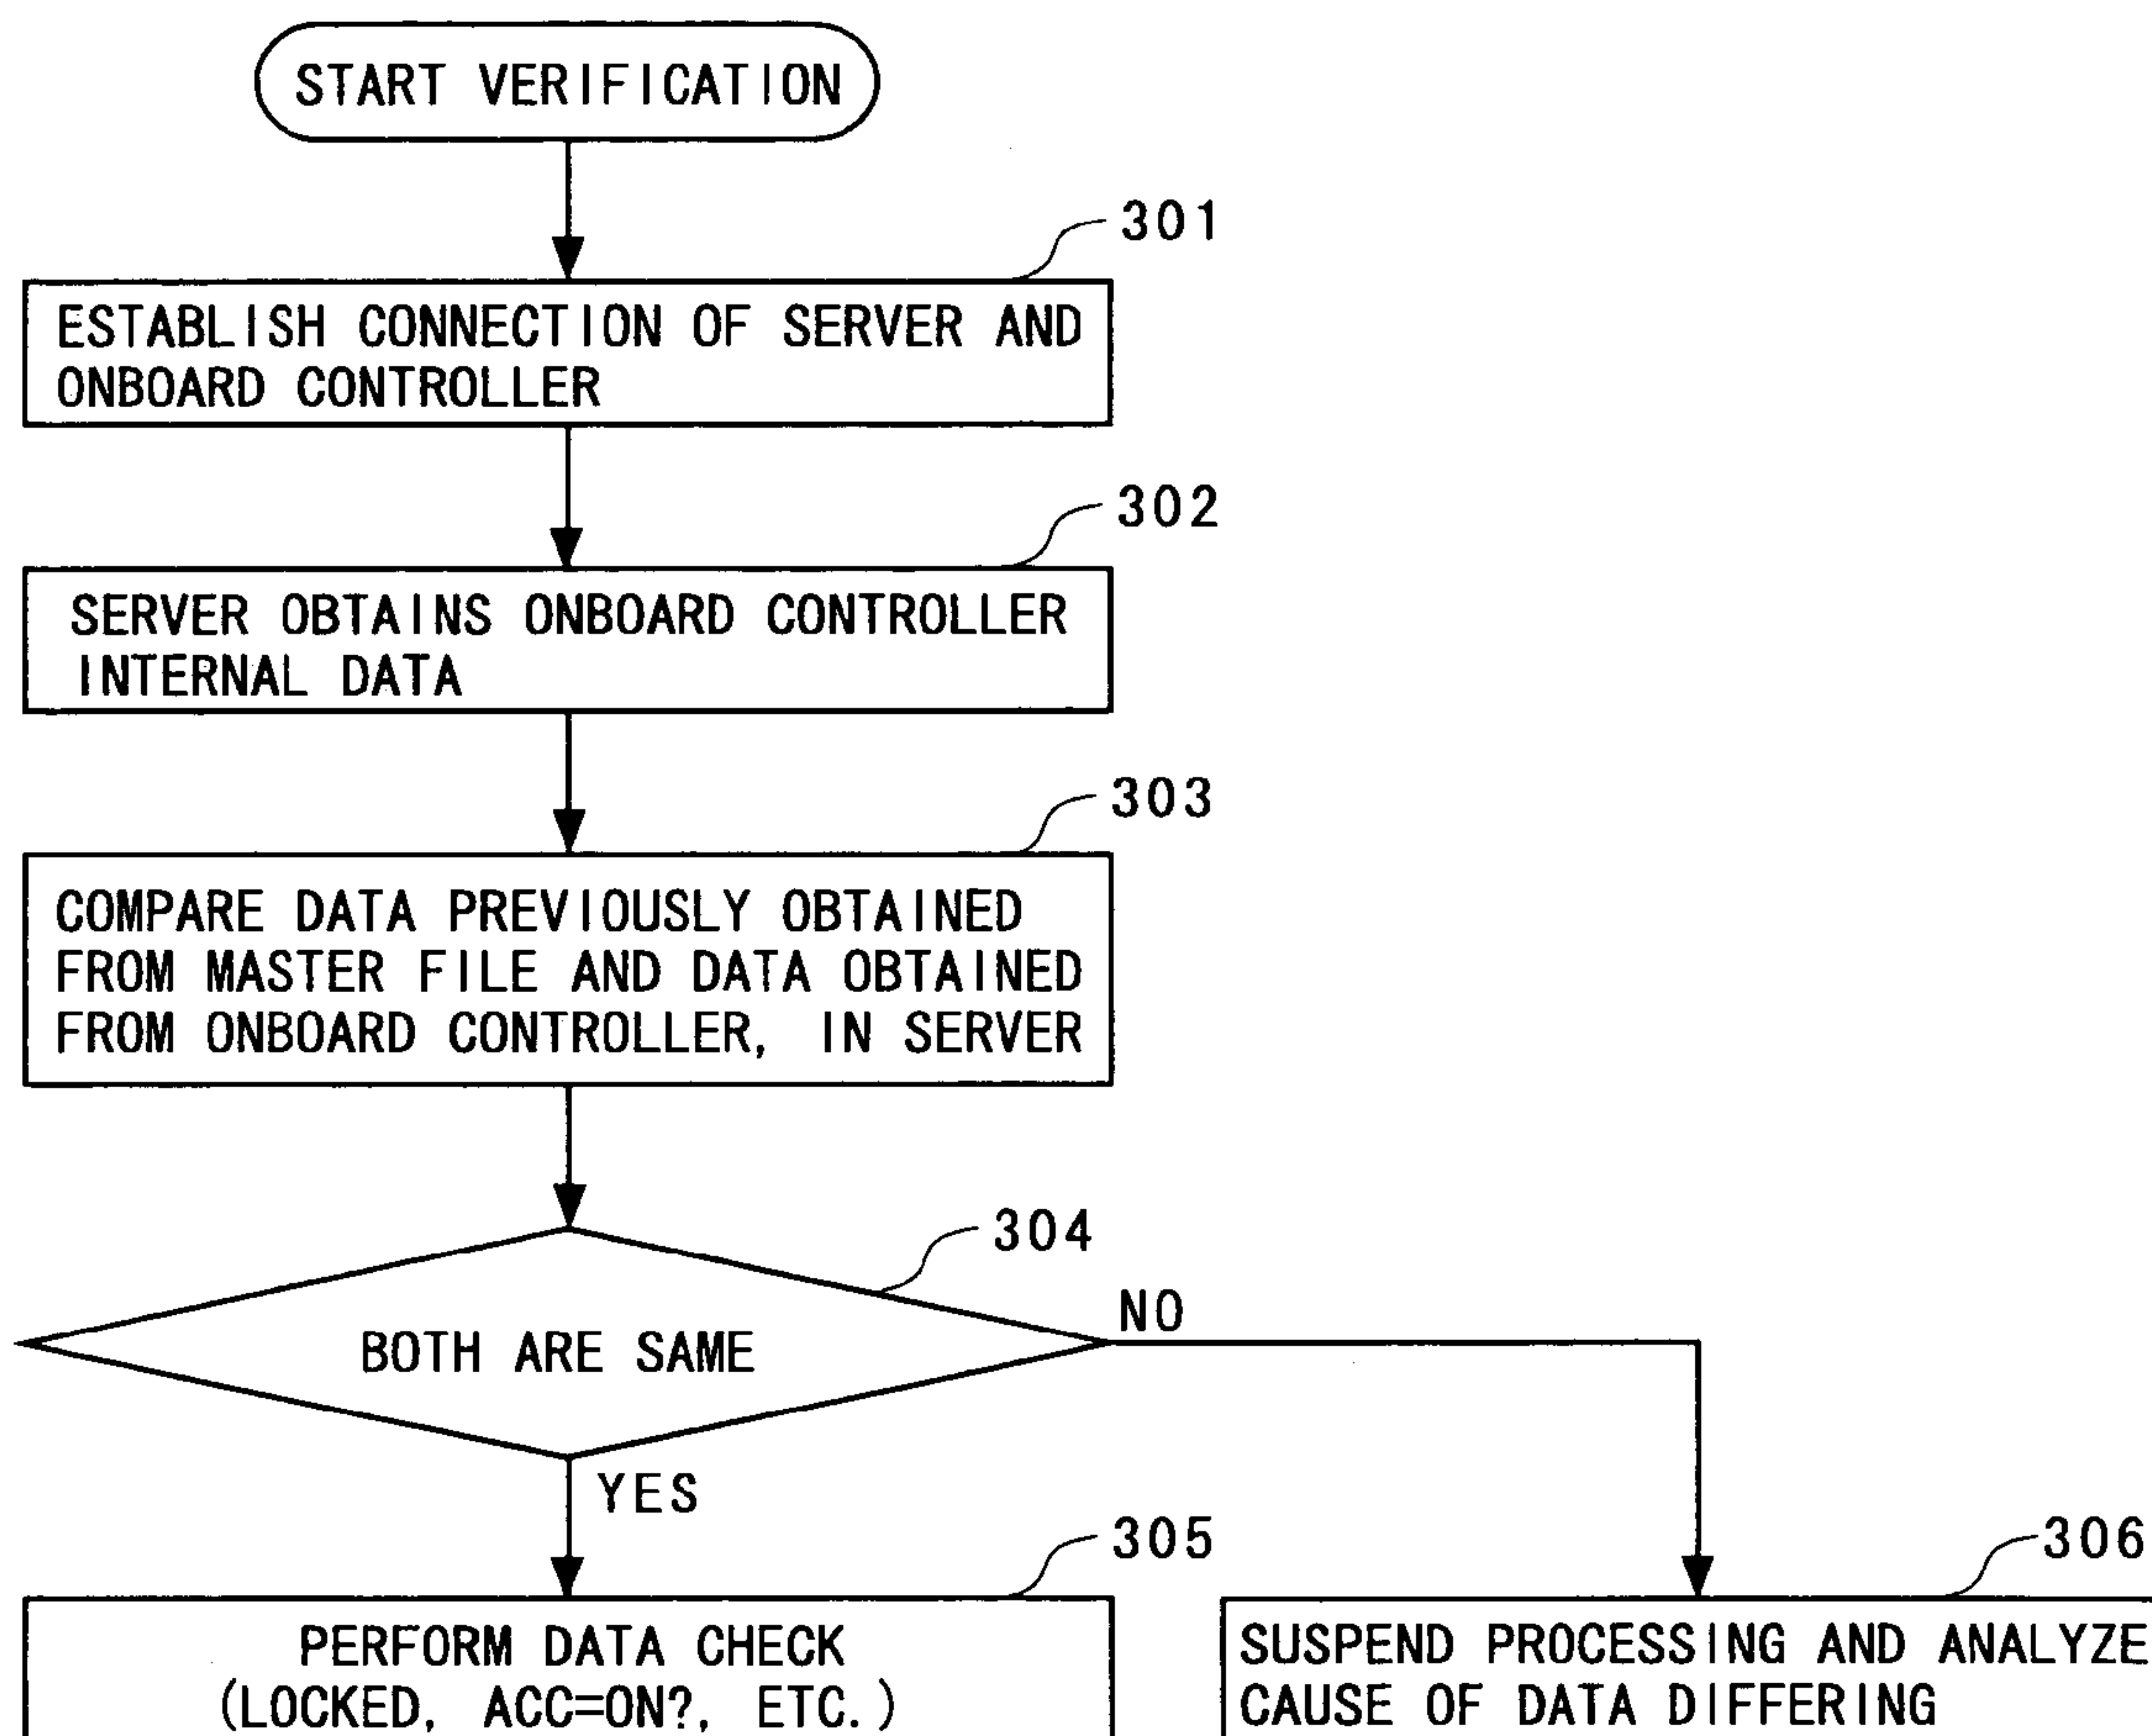 START VERIFICATION
301
ESTABLISH CONNECTION OF SERVER AND
ONBOARD CONTROLLER
302
SERVER OBTAINS ONBOARD CONTROLLER
INTERNAL DATA
303
COMPARE DATA PREVIOUSLY OBTAINED
FROM MASTER FILE AND DATA OBTAINED
FROM ONBOARD CONTROLLER, IN SERVER
304
BOTH ARE SAME
NO
YES
305
PERFORM DATA CHECK
(LOCKED, ACC=ON?, ETC.)
306
SUSPEND PROCESSING AND ANALYZE
CAUSE OF DATA DIFFERING